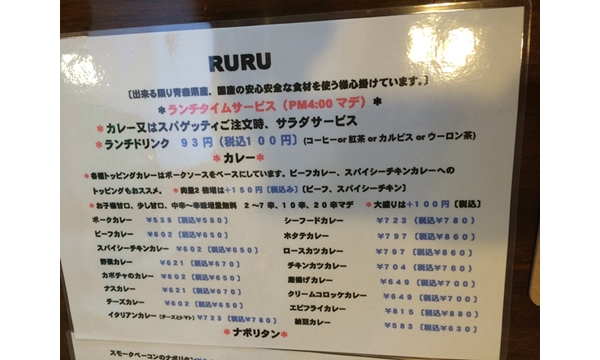 RURU
〔出来る限り青森県産、国産の安心安全な食材を使う様心掛けています。〕
＊ランチタイムサービス（PM4:00 マデ）＊
＊カレー又はスパゲッティご注文時、サラダサービス
＊ランチドリンク 93円〔税込100円〕(コーヒーor 紅茶 or カルピス or ウーロン茶)
＊カレー＊
＊各種トッピングカレーはポークソースをベースにしています。ビーフカレー、スパイシーチキンカレーへの
トッピングもおススメ。 ＊肉量2倍増は＋150円〔税込み〕〔ビーフ、スパイシーチキン〕
＊お子様甘口、少し甘口、中辛～辛味増量無料 2～7辛、10辛、20辛マデ ＊大盛りは＋100円〔税込〕
ポークカレー ¥538〔税込¥580〕
ビーフカレー ¥602〔税込¥650〕
スパイシーチキンカレー ¥602〔税込¥650〕
野菜カレー ¥621〔税込¥670〕
カボチャのカレー ¥602〔税込¥650〕
ナスカレー ¥621〔税込¥670〕
チーズカレー ¥602〔税込¥650〕
イタリアンカレー〔チーズとトマト〕¥723〔税込¥780〕
シーフードカレー ¥723〔税込¥780〕
ホタテカレー ¥797〔税込¥860〕
ロースカツカレー ¥797〔税込¥860〕
チキンカツカレー ¥704〔税込¥760〕
唐揚げカレー ¥649〔税込¥700〕
クリームコロッケカレー ¥649〔税込¥700〕
エビフライカレー ¥815〔税込¥880〕
納豆カレー ¥583〔税込¥630〕
＊ナポリタン＊
スモークベーコンのナポリタン